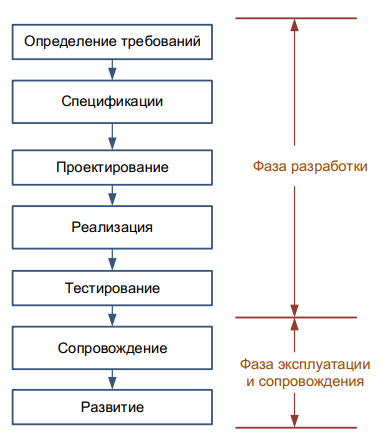 Определение требований
Спецификации
Проектирование
Фаза разработки
Реализация
Тестирование
Сопровождение
Фаза эксплуатации
и сопровождения
Развитие